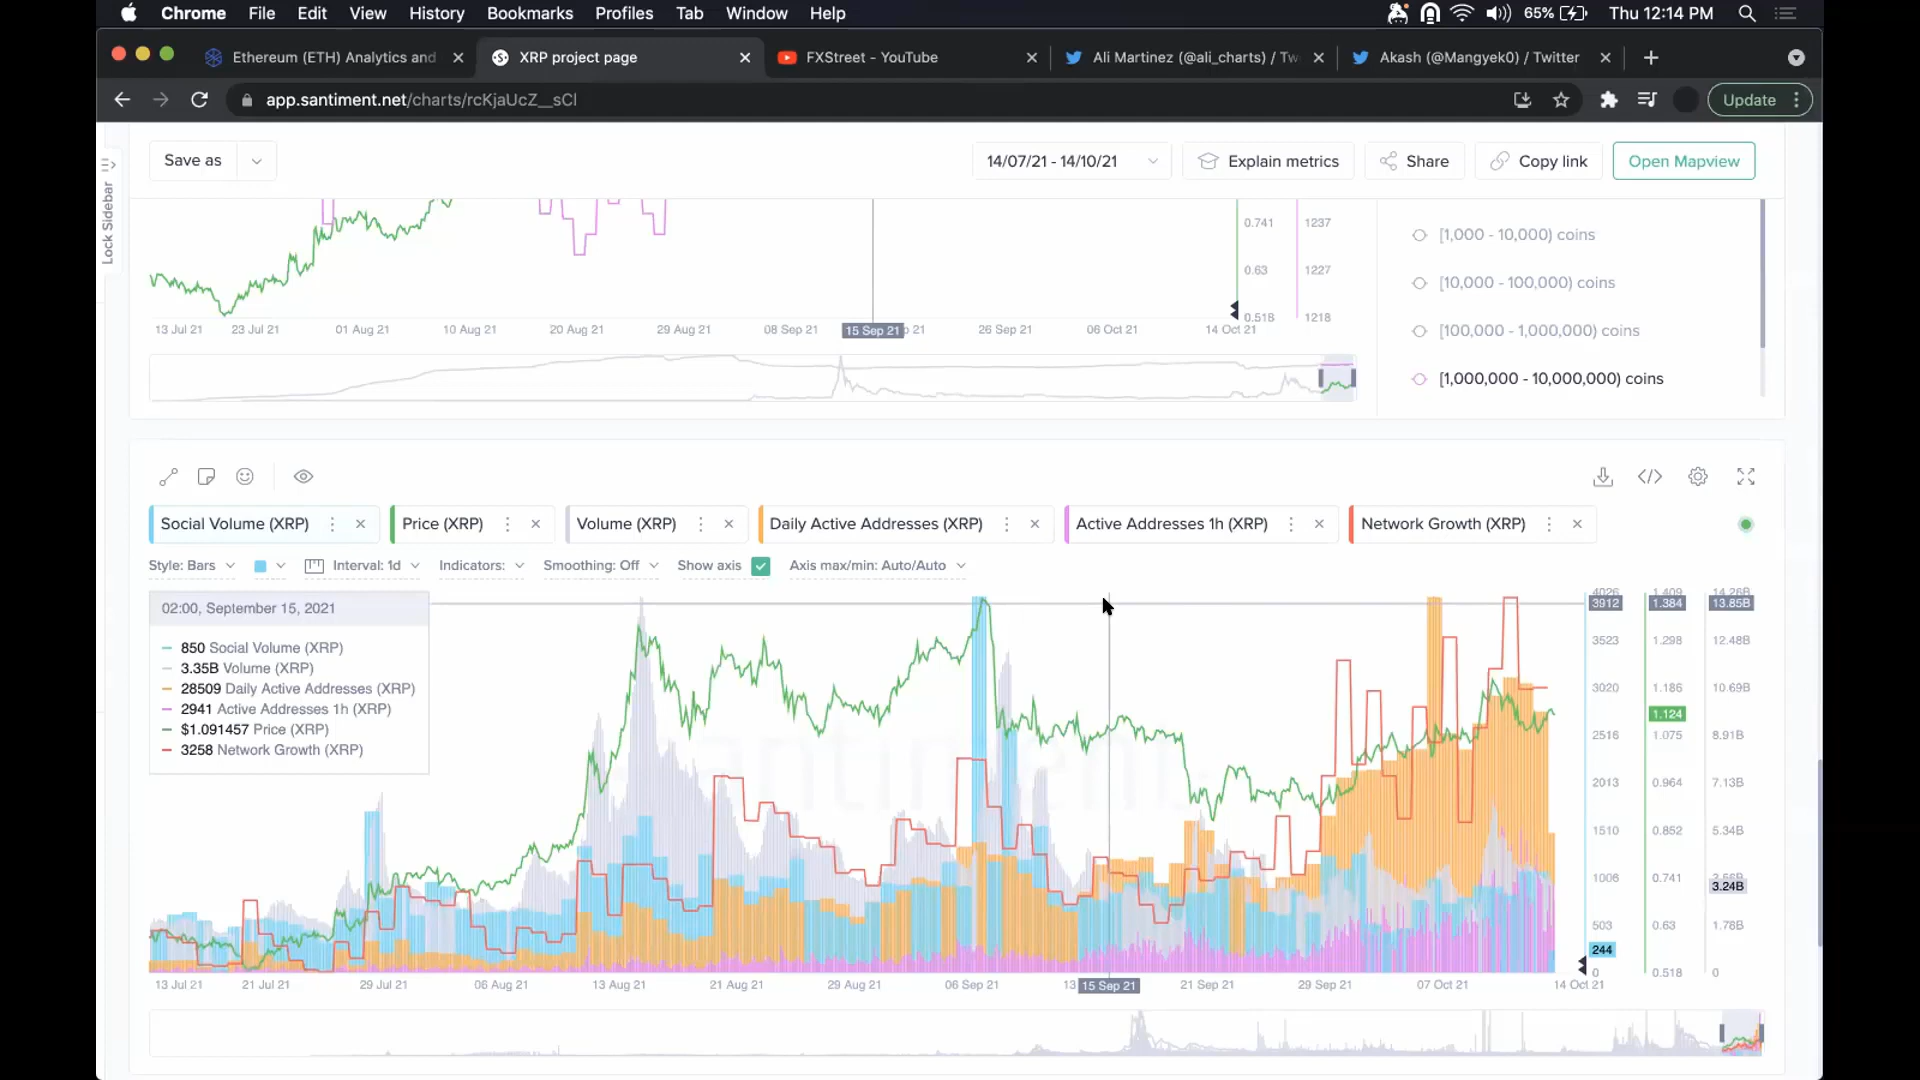 Chrome File Edit View History Bookmarks Profiles Tab Window Help 65% Thu 12:14 PM
Ethereum (ETH) Analytics and
XRP project page
FXStreet - YouTube
Ali Martinez (@ali_charts) / Tw
Akash (@Mangyek0) / Twitter
app.santiment.net/charts/rcKjaUcZ__sCl
Update
Lock Sidebar
Save as
14/07/21 - 14/10/21
Explain metrics
Share
Copy link
Open Mapview
0.741 1237
0.63 1227
0.518 1218
13 Jul 21 23 Jul 21 01 Aug 21 10 Aug 21 20 Aug 21 29 Aug 21 08 Sep 21 15 Sep 21 26 Sep 21 06 Oct 21 14 Oct 21
[1,000 - 10,000) coins
[10,000 - 100,000) coins
[100,000 - 1,000,000) coins
[1,000,000 - 10,000,000) coins
Social Volume (XRP)
Price (XRP)
Volume (XRP)
Daily Active Addresses (XRP)
Active Addresses 1h (XRP)
Network Growth (XRP)
Style: Bars
Interval: 1d
Indicators:
Smoothing: Off
Show axis
Axis max/min: Auto/Auto
02:00, September 15, 2021
850 Social Volume (XRP)
3.35B Volume (XRP)
28509 Daily Active Addresses (XRP)
2941 Active Addresses 1h (XRP)
$1.091457 Price (XRP)
3258 Network Growth (XRP)
santiment
4026 1.409 14.26B
3912 1.384 13.85B
3523 1.298 12.48B
3020 1.186 10.69B
1.124
2516 1.075 8.91B
2013 0.964 7.13B
1510 0.852 5.34B
1006 0.741
3.24B
503 0.63 1.78B
244
0 0.518 0
13 Jul 21 21 Jul 21 29 Jul 21 06 Aug 21 13 Aug 21 21 Aug 21 29 Aug 21 06 Sep 21 13 15 Sep 21 21 Sep 21 29 Sep 21 07 Oct 21 14 Oct 21